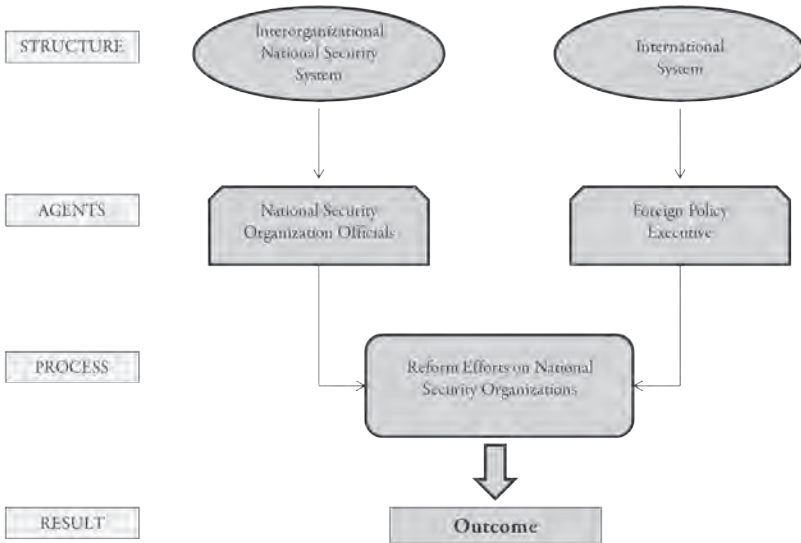 STRUCTURE
Interorganizational
National Security
System
International
System
AGENTS
National Security
Organization Officials
Foreign Policy
Executive
PROCESS
Reform Efforts on National
Security Organizations
RESULT
Outcome